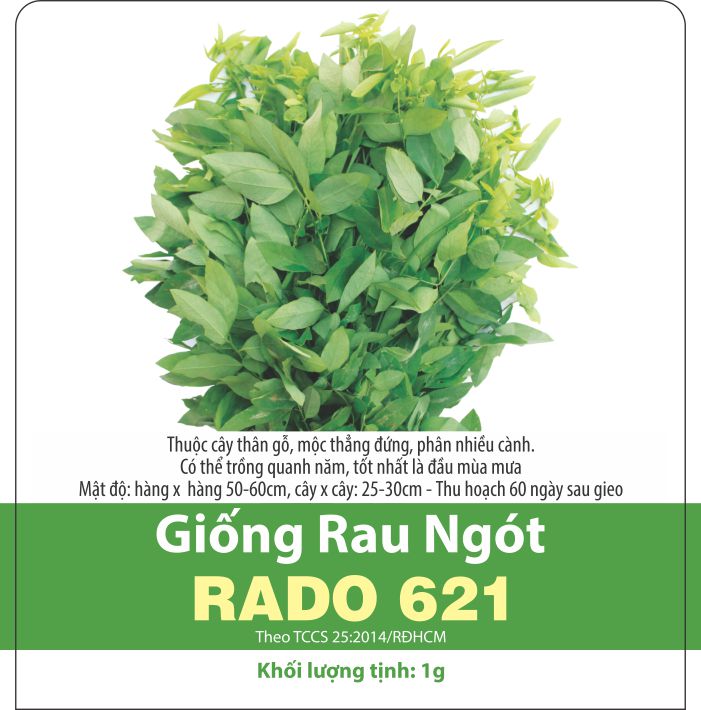 Thuộc cây thân gỗ, mộc thẳng đứng, phân nhiều cành.
Có thể trồng quanh năm, tốt nhất là đầu mùa mưa
Mật độ: hàng x hàng 50-60cm, cây x cây: 25-30cm - Thu hoạch 60 ngày sau gieo
Giống Rau Ngót
RADO 621
Theo TCCS 25:2014/RĐHCM
Khối lượng tịnh: 1g